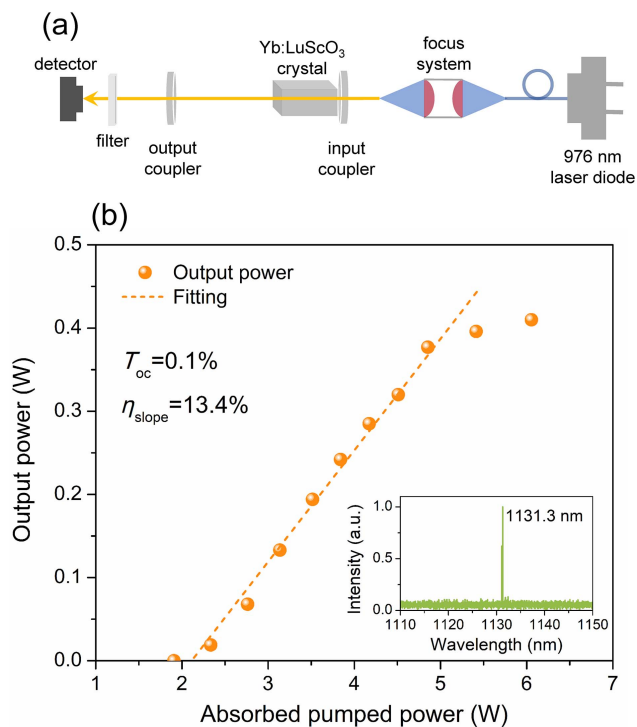 (a)
detector
filter
output
coupler
Yb:LuScO₃
crystal
input
coupler
focus
system
976 nm
laser diode
(b)
Output power (W)
0.5
0.4
0.3
0.2
0.1
0.0
Output power
Fitting
T_oc=0.1%
η_slope=13.4%
Intensity (a.u.)
1.0
0.5
0.0
1131.3 nm
1110 1120 1130 1140 1150
Wavelength (nm)
1 2 3 4 5 6 7
Absorbed pumped power (W)